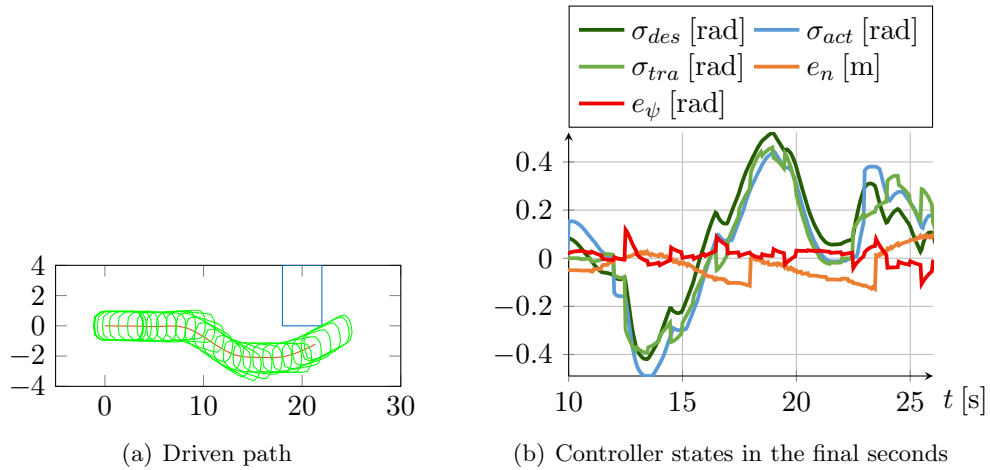 σ_des [rad] σ_act [rad]
σ_tra [rad] e_n [m]
e_ψ [rad]
0.4
0.2
0
−0.2
−0.4
10 15 20 25
t [s]
4
2
0
−2
−4
0 10 20 30
(a) Driven path
(b) Controller states in the final seconds